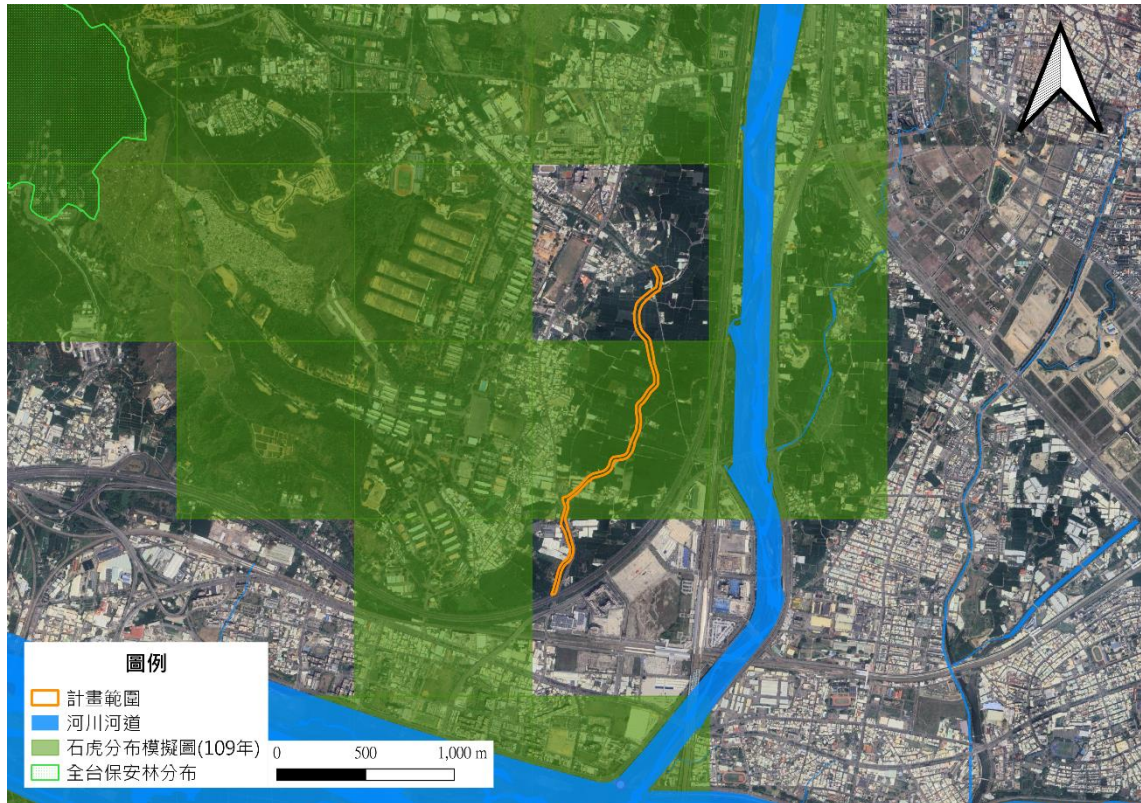 圖例
計畫範圍
河川河道
石虎分布模擬圖(109年)
全台保安林分布
0 500 1,000 m